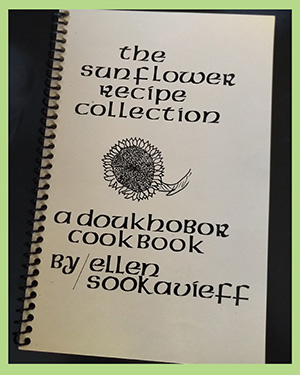 the
sunflower
recipe
collection
a doukhobor
cookbook
By/ellen
sookavieff